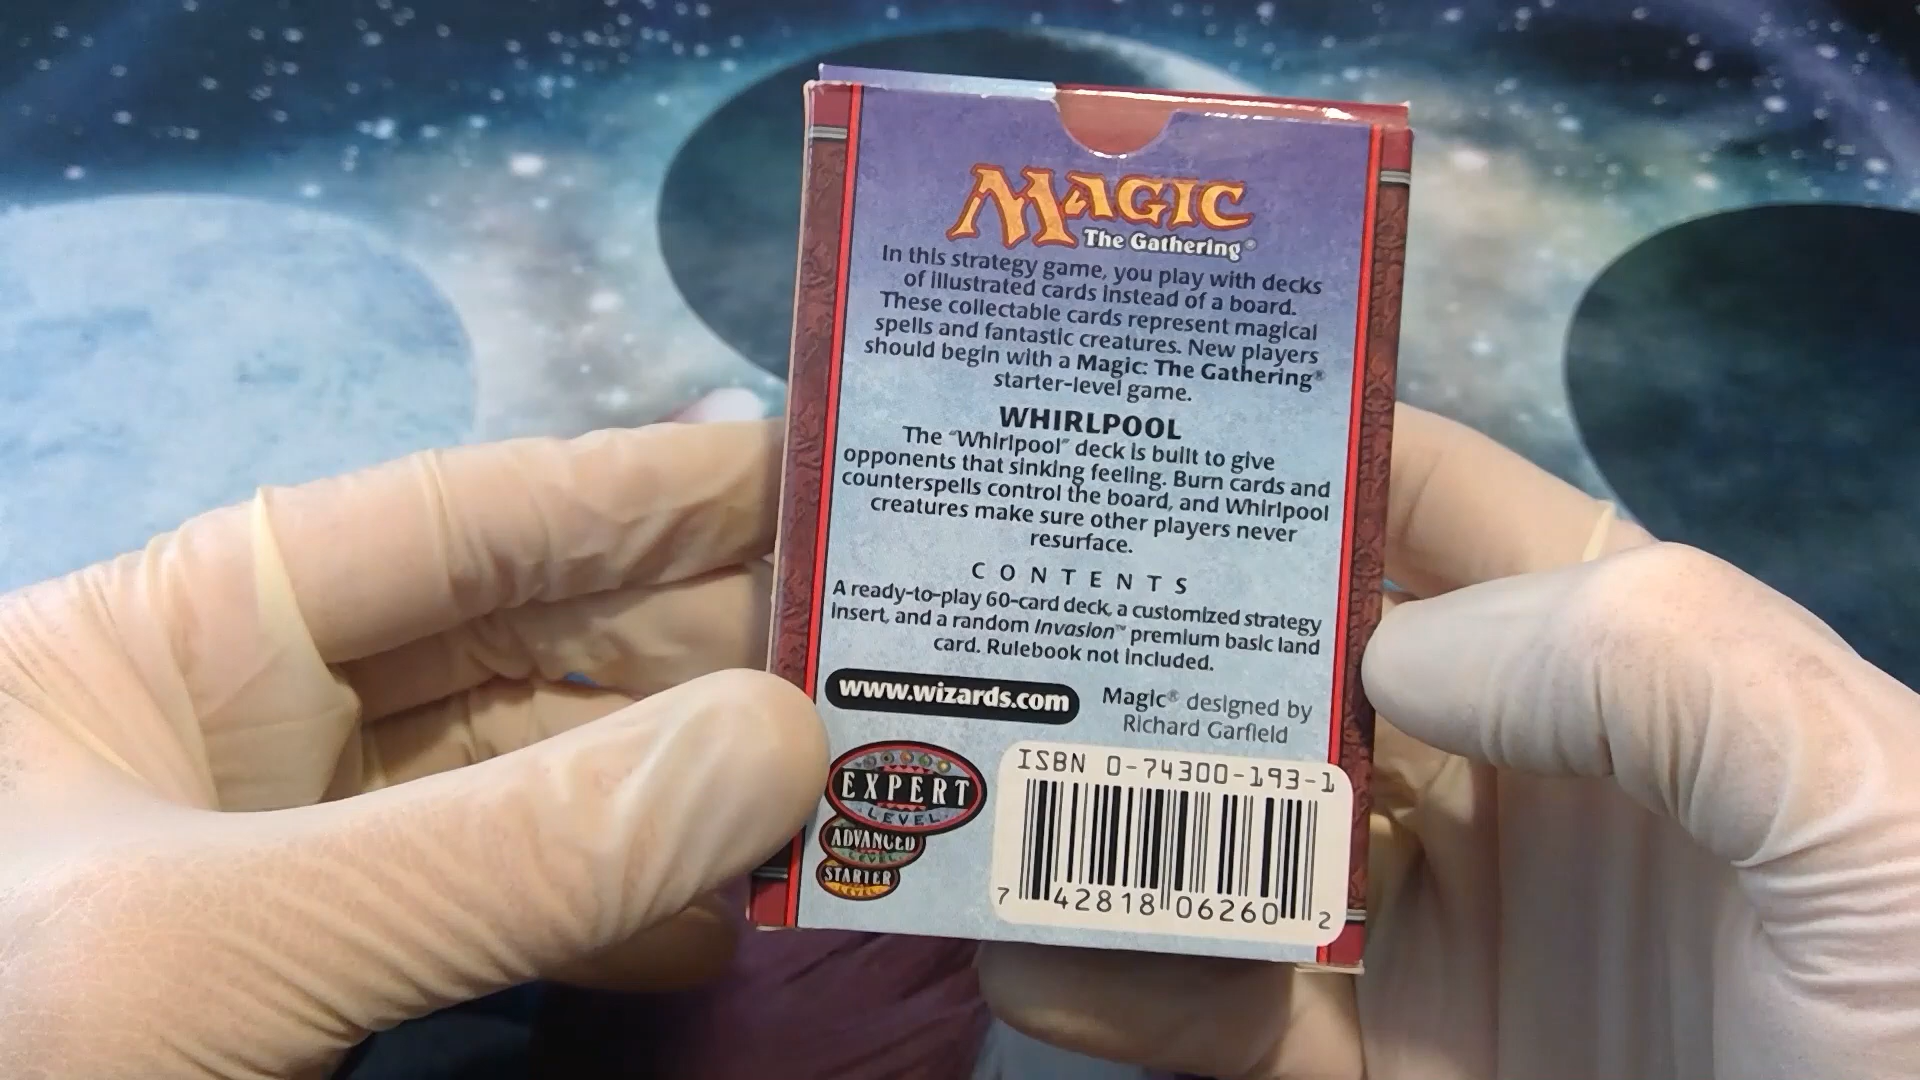 MAGIC
The Gathering®
In this strategy game, you play with decks
of illustrated cards instead of a board.
These collectable cards represent magical
spells and fantastic creatures. New players
should begin with a Magic: The Gathering®
starter-level game.
WHIRLPOOL
The "Whirlpool" deck is built to give
opponents that sinking feeling. Burn cards and
counterspells control the board, and Whirlpool
creatures make sure other players never
resurface.
CONTENTS
A ready-to-play 60-card deck, a customized strategy
insert, and a random Invasion™ premium basic land
card. Rulebook not included.
www.wizards.com
Magic® designed by
Richard Garfield
EXPERT
LEVEL
ADVANCED
LEVEL
STARTER
LEVEL
ISBN 0-74300-193-1
7 42818 06260 2